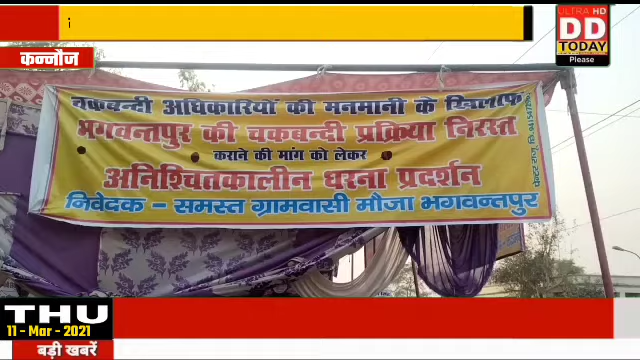 ULTRA HD
DD
TODAY
Please
कन्नौज
चकबन्दी अधिकारियों की मनमानी के खिलाफ
भगवन्तपुर की चकबन्दी प्रक्रिया निरस्त
कराने की मांग को लेकर
अनिश्चितकालीन धरना प्रदर्शन
निवेदक - समस्त ग्रामवासी मौजा भगवन्तपुर
THU
11 - Mar - 2021
बड़ी खबरें